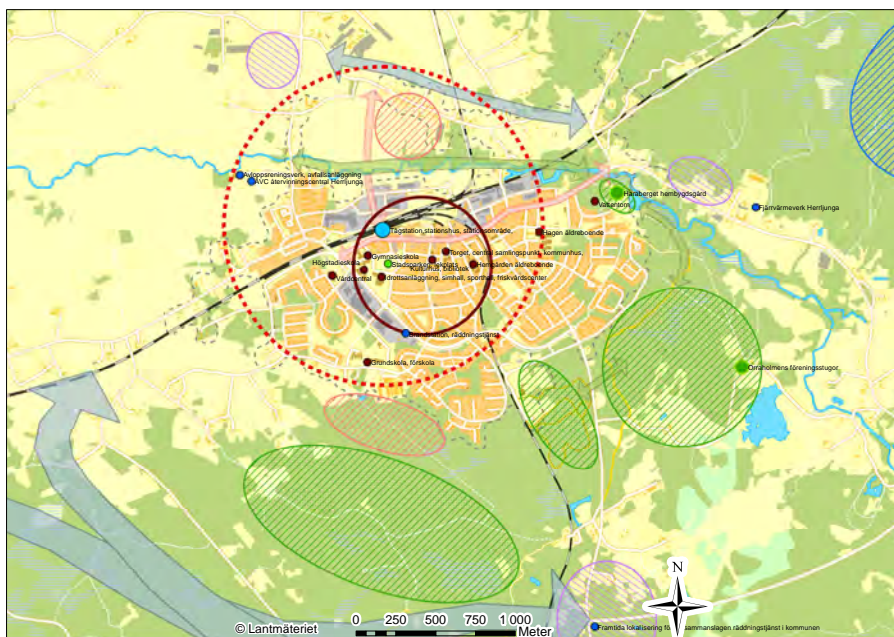 Avloppsreningsverk, avfallsanläggning
AVC återvinningscentral Herrljunga
Haraberget hembygdsgård
Vattentorn
Fjärrvärmeverk Herrljunga
Tågstation,stationshus, stationsområde,
Hagen äldreboende
Torget, central samlingspunkt, kommunhus,
Gymnasieskola
Högstadieskola
Stadsparken, lekplats
Kulturhus, bibliotek
Hemgården äldreboende
Vårdcentral
Idrottsanläggning, simhall, sporthall, friskvårdscenter
Brandstation, räddningstjänst
Grundskola, förskola
Orraholmens föreningsstugor
N
© Lantmäteriet
0 250 500 750 1 000
Meter
Framtida lokalisering för sammanslagen räddningstjänst i kommunen